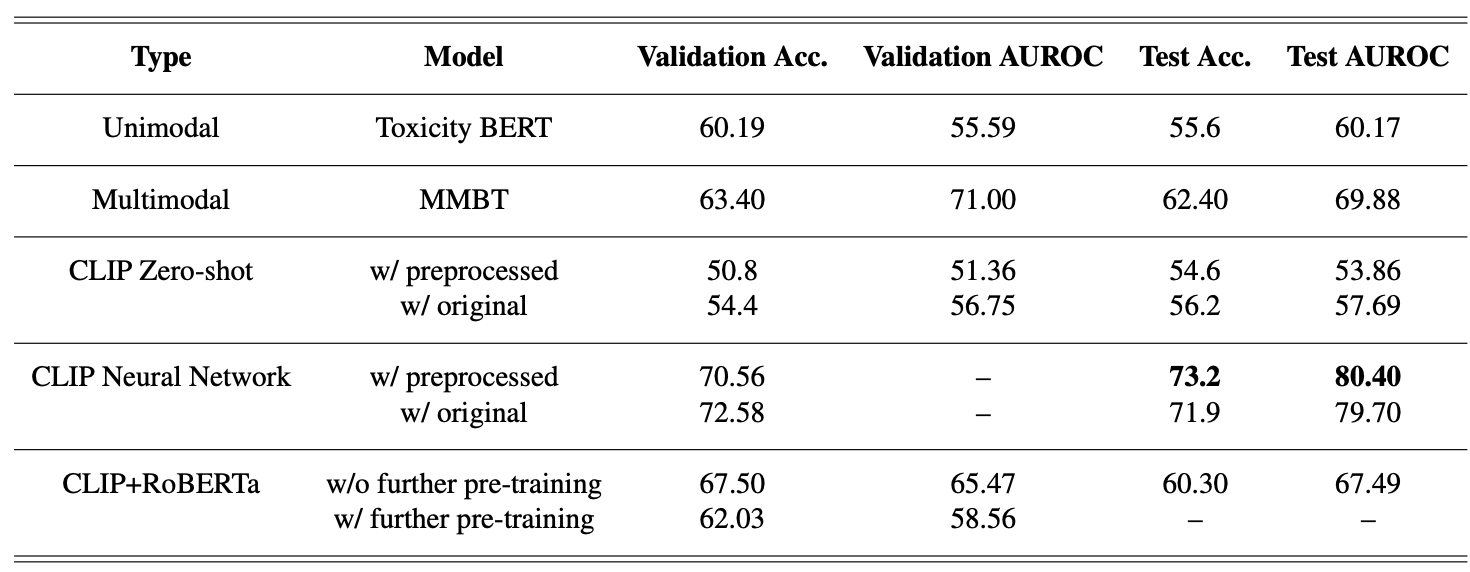 Type Model Validation Acc. Validation AUROC Test Acc. Test AUROC
Unimodal Toxicity BERT 60.19 55.59 55.6 60.17
Multimodal MMBT 63.40 71.00 62.40 69.88
CLIP Zero-shot w/ preprocessed 50.8 51.36 54.6 53.86
w/ original 54.4 56.75 56.2 57.69
CLIP Neural Network w/ preprocessed 70.56 – 73.2 80.40
w/ original 72.58 – 71.9 79.70
CLIP+RoBERTa w/o further pre-training 67.50 65.47 60.30 67.49
w/ further pre-training 62.03 58.56 – –